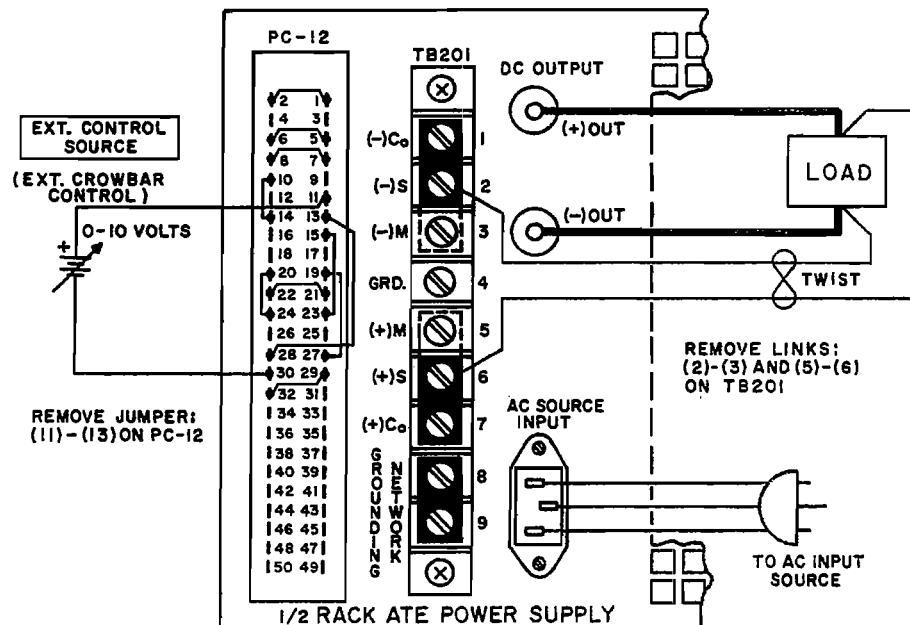 PC-12
TB201
DC OUTPUT
(+)OUT
LOAD
(-)OUT
TWIST
EXT. CONTROL
SOURCE
(EXT. CROWBAR
CONTROL)
+
0-10 VOLTS
REMOVE JUMPER:
(11)-(13) ON PC-12
2 1
4 3
6 5
8 7
10 9
12 11
14 13
16 15
18 17
20 19
22 21
24 23
26 25
28 27
30 29
32 31
34 33
36 35
38 37
40 39
42 41
44 43
46 45
48 47
50 49
(-)Co 1
(-)S 2
(-)M 3
GRD. 4
(+)M 5
(+)S 6
(+)Co 7
GROUNDING
NETWORK
8
9
REMOVE LINKS:
(2)-(3) AND (5)-(6)
ON TB201
AC SOURCE
INPUT
TO AC INPUT
SOURCE
1/2 RACK ATE POWER SUPPLY